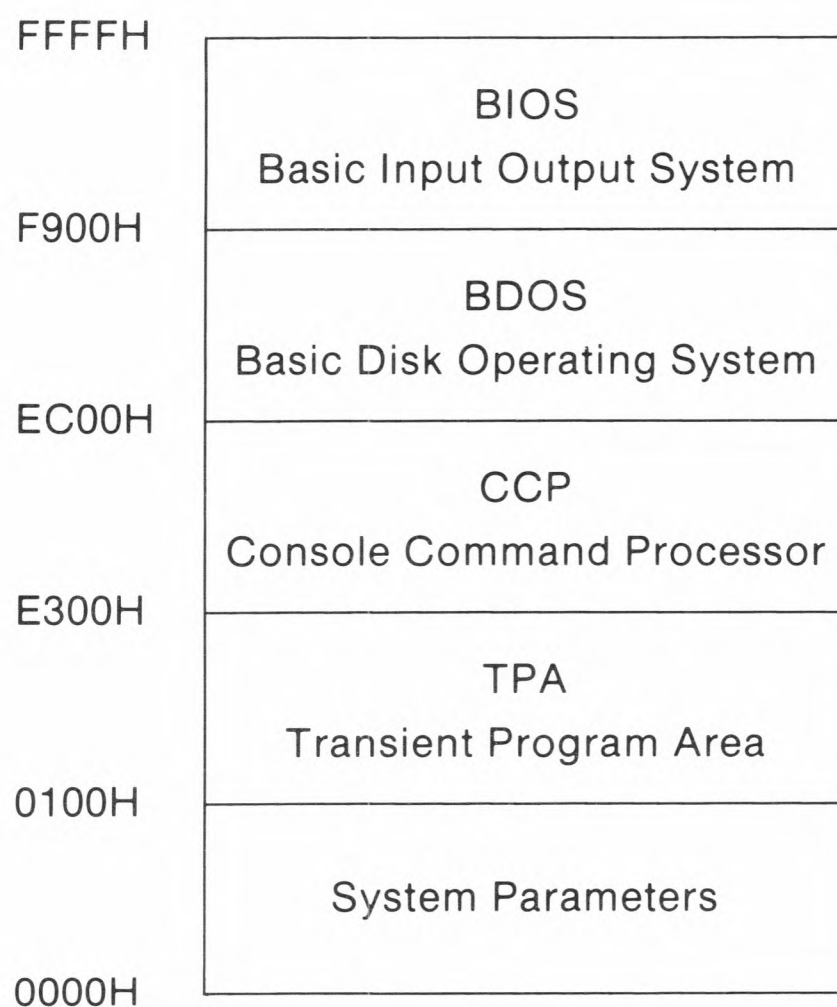 FFFFH
BIOS
Basic Input Output System
F900H
BDOS
Basic Disk Operating System
EC00H
CCP
Console Command Processor
E300H
TPA
Transient Program Area
0100H
System Parameters
0000H